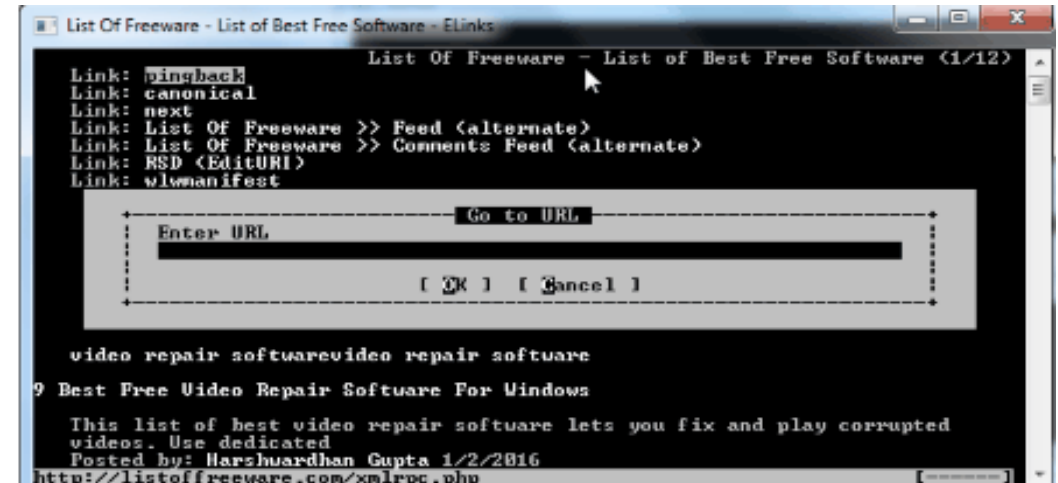 List Of Freeware - List of Best Free Software - ELinks
List Of Freeware - List of Best Free Software (1/12)
Link: pingback
Link: canonical
Link: next
Link: List Of Freeware >> Feed (alternate)
Link: List Of Freeware >> Comments Feed (alternate)
Link: RSD (EditURI)
Link: wlwmanifest
Go to URL
Enter URL
[ OK ] [ Cancel ]
video repair softwarevideo repair software
9 Best Free Video Repair Software For Windows
This list of best video repair software lets you fix and play corrupted
videos. Use dedicated
Posted by: Harshwardhan Gupta 1/2/2016
http://listoffreeware.com/xmlrpc.php [------]